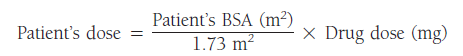 Patient's dose = Patient's BSA (m²) / 1.73 m² × Drug dose (mg)